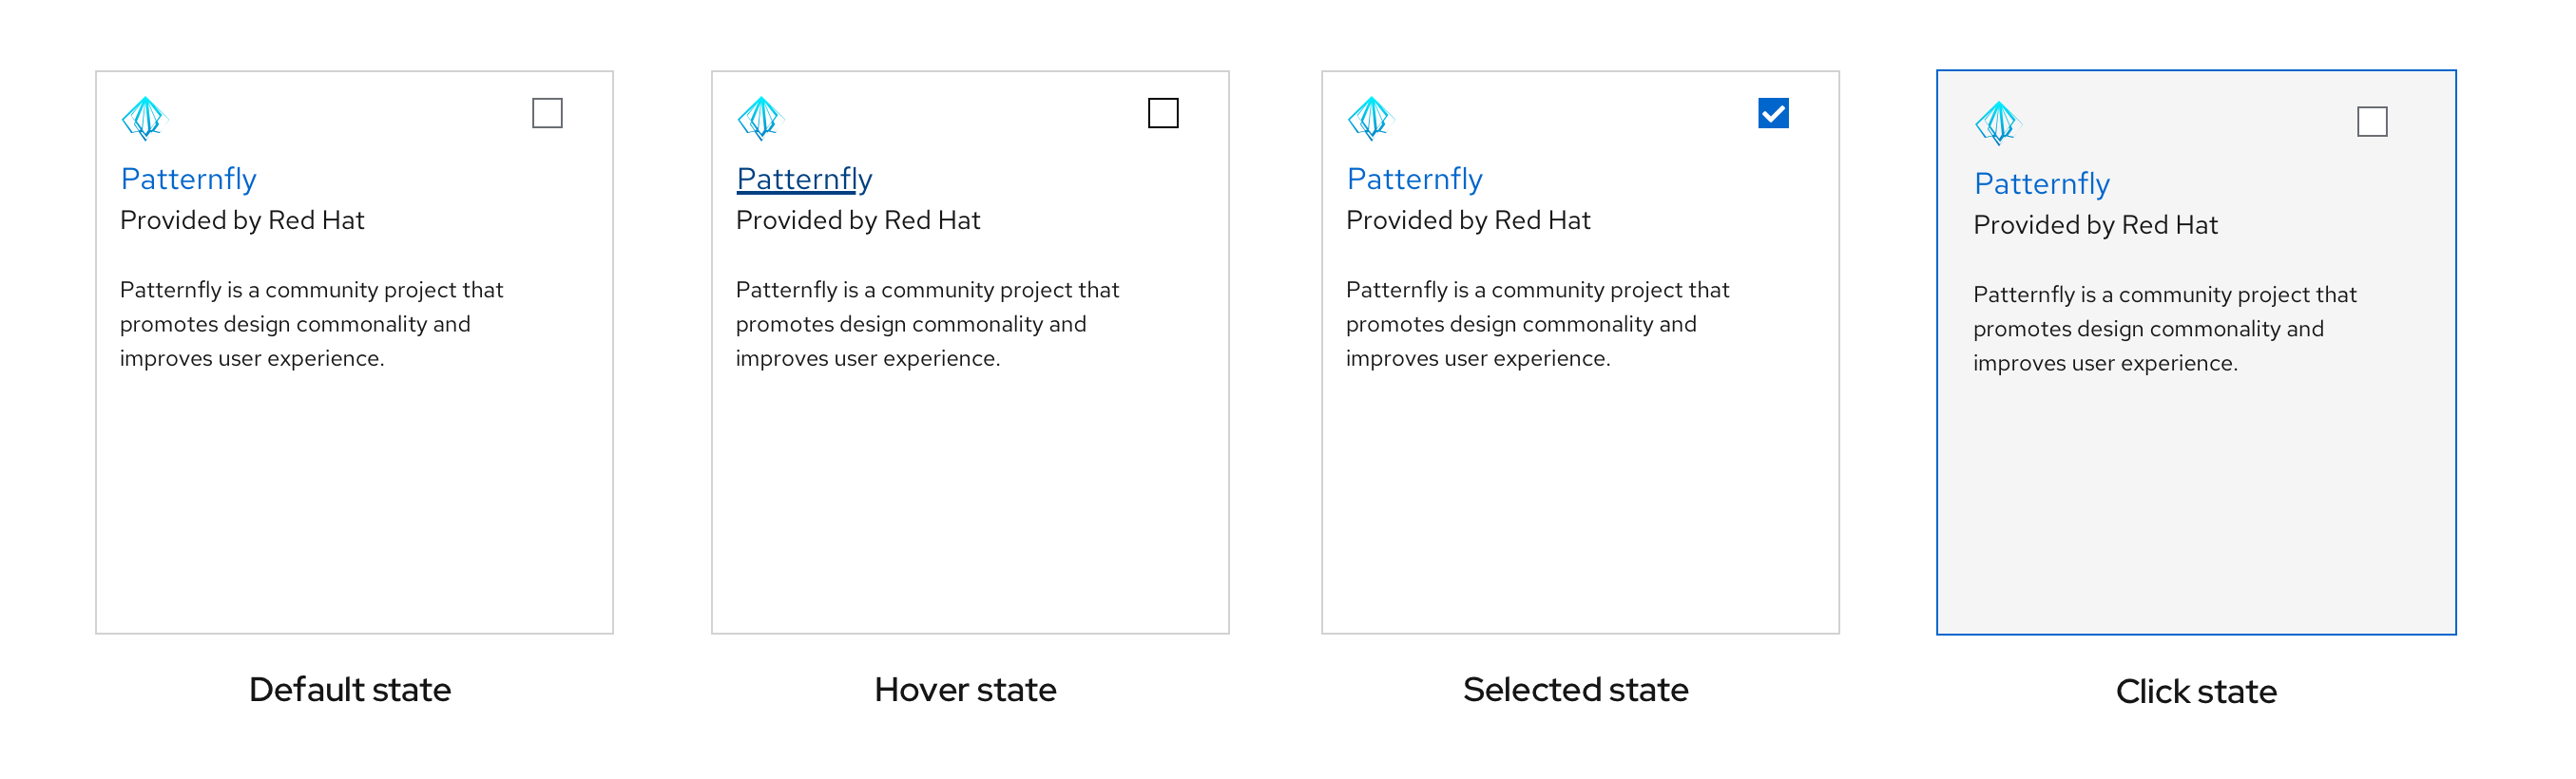 Patternfly
Provided by Red Hat
Patternfly is a community project that
promotes design commonality and
improves user experience.
Default state
Patternfly
Provided by Red Hat
Patternfly is a community project that
promotes design commonality and
improves user experience.
Hover state
Patternfly
Provided by Red Hat
Patternfly is a community project that
promotes design commonality and
improves user experience.
Selected state
Patternfly
Provided by Red Hat
Patternfly is a community project that
promotes design commonality and
improves user experience.
Click state